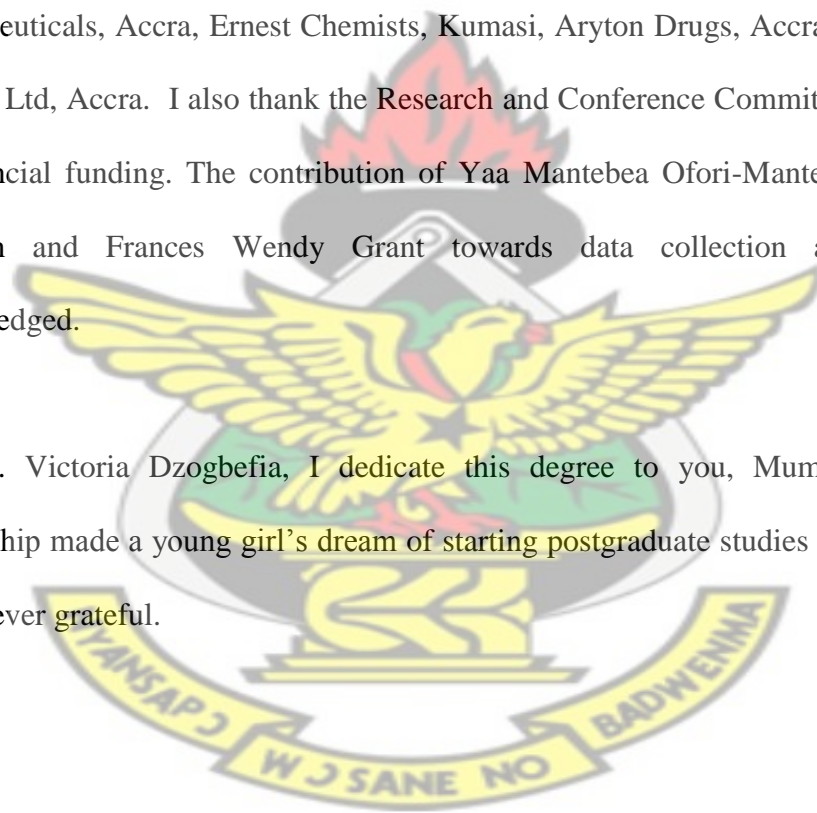 euticals, Accra, Ernest Chemists, Kumasi, Aryton Drugs, Accra
Ltd, Accra. I also thank the Research and Conference Commit
ncial funding. The contribution of Yaa Mantebea Ofori-Mante
n and Frances Wendy Grant towards data collection a
edged.
. Victoria Dzogbefia, I dedicate this degree to you, Mum
hip made a young girl’s dream of starting postgraduate studies
ever grateful.
NYANSAPƆ WƆSANE NO BADWENMA